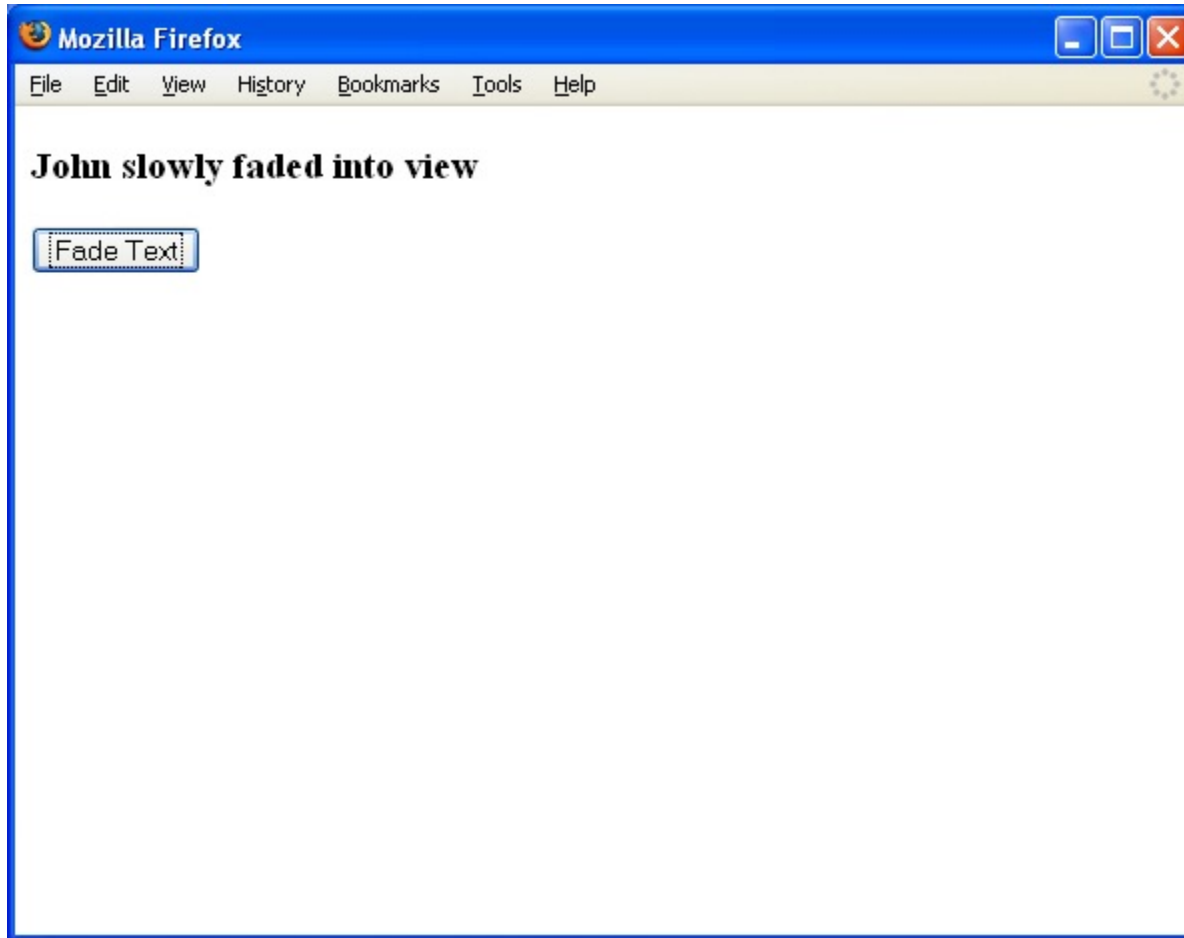 Mozilla Firefox
File Edit View History Bookmarks Tools Help
John slowly faded into view
Fade Text